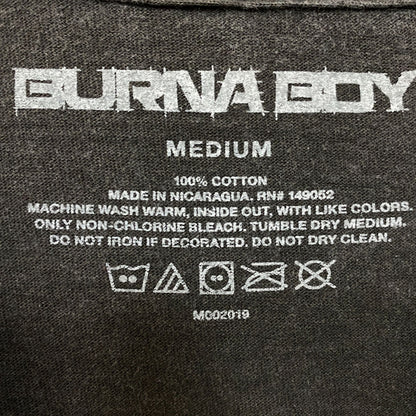 BURNA BOY
MEDIUM
100% COTTON
MADE IN NICARAGUA. RN# 149052
MACHINE WASH WARM, INSIDE OUT, WITH LIKE COLORS.
ONLY NON-CHLORINE BLEACH. TUMBLE DRY MEDIUM.
DO NOT IRON IF DECORATED. DO NOT DRY CLEAN.
M002019